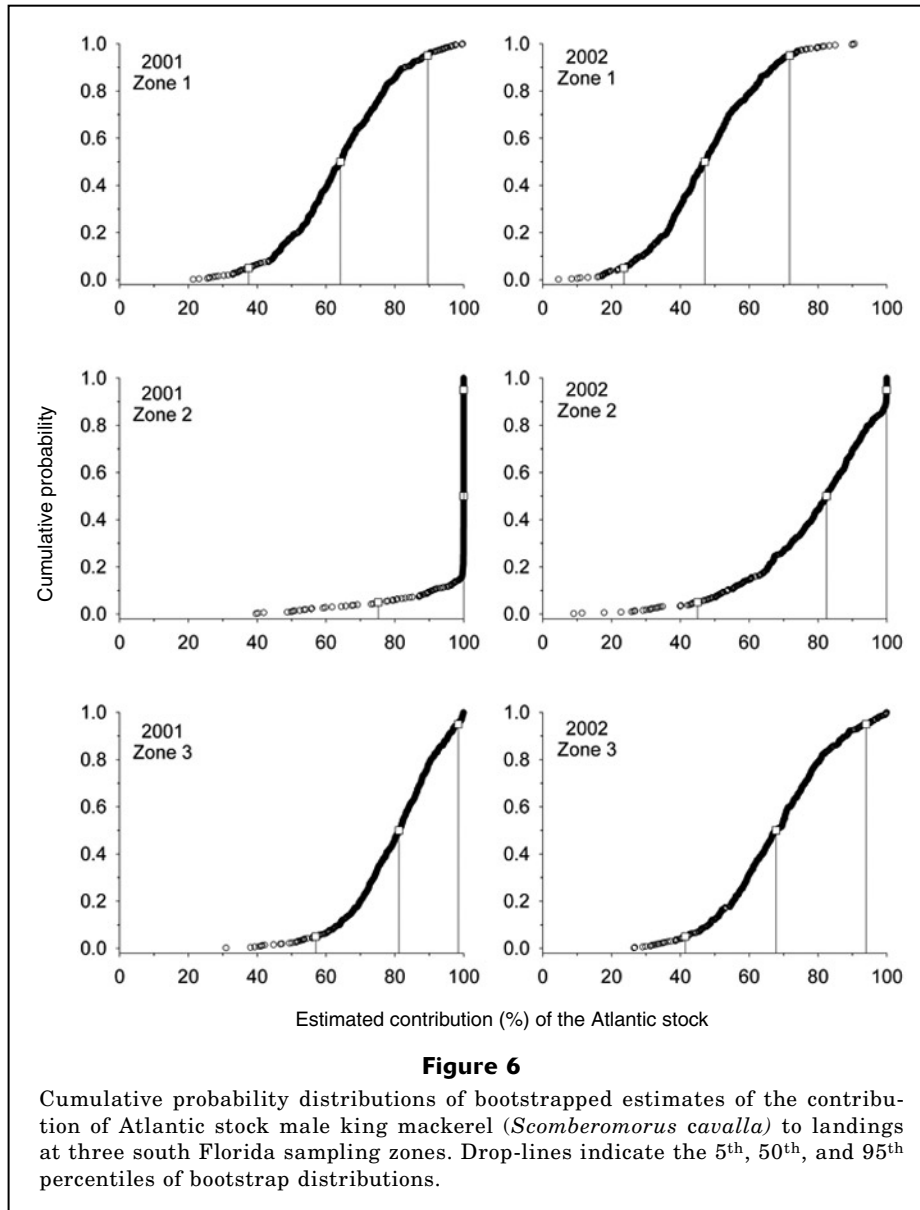 1.0
0.8
0.6
0.4
0.2
0.0
2001
Zone 1
0 20 40 60 80 100
1.0
0.8
0.6
0.4
0.2
0.0
2002
Zone 1
0 20 40 60 80 100
Cumulative probability
1.0
0.8
0.6
0.4
0.2
0.0
2001
Zone 2
0 20 40 60 80 100
1.0
0.8
0.6
0.4
0.2
0.0
2002
Zone 2
0 20 40 60 80 100
1.0
0.8
0.6
0.4
0.2
0.0
2001
Zone 3
0 20 40 60 80 100
1.0
0.8
0.6
0.4
0.2
0.0
2002
Zone 3
0 20 40 60 80 100
Estimated contribution (%) of the Atlantic stock
Figure 6
Cumulative probability distributions of bootstrapped estimates of the contribu-
tion of Atlantic stock male king mackerel (Scomberomorus cavalla) to landings
at three south Florida sampling zones. Drop-lines indicate the 5th, 50th, and 95th
percentiles of bootstrap distributions.